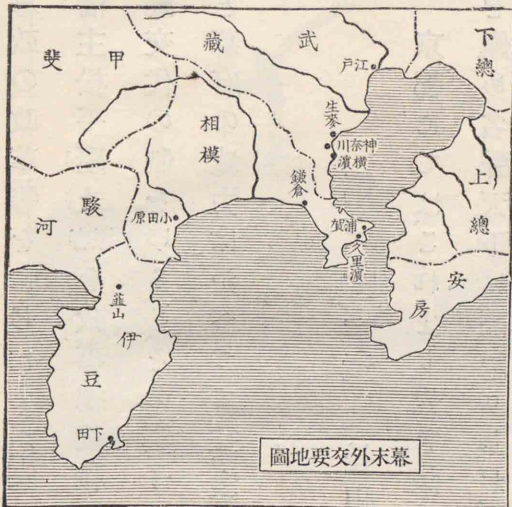 下總
武藏
甲斐
江戸
生麥
神奈川
横濱
相模
鎌倉
上總
駿河
小田原
浦賀
久里濱
安房
韮山
伊豆
下田
幕末外交要地圖